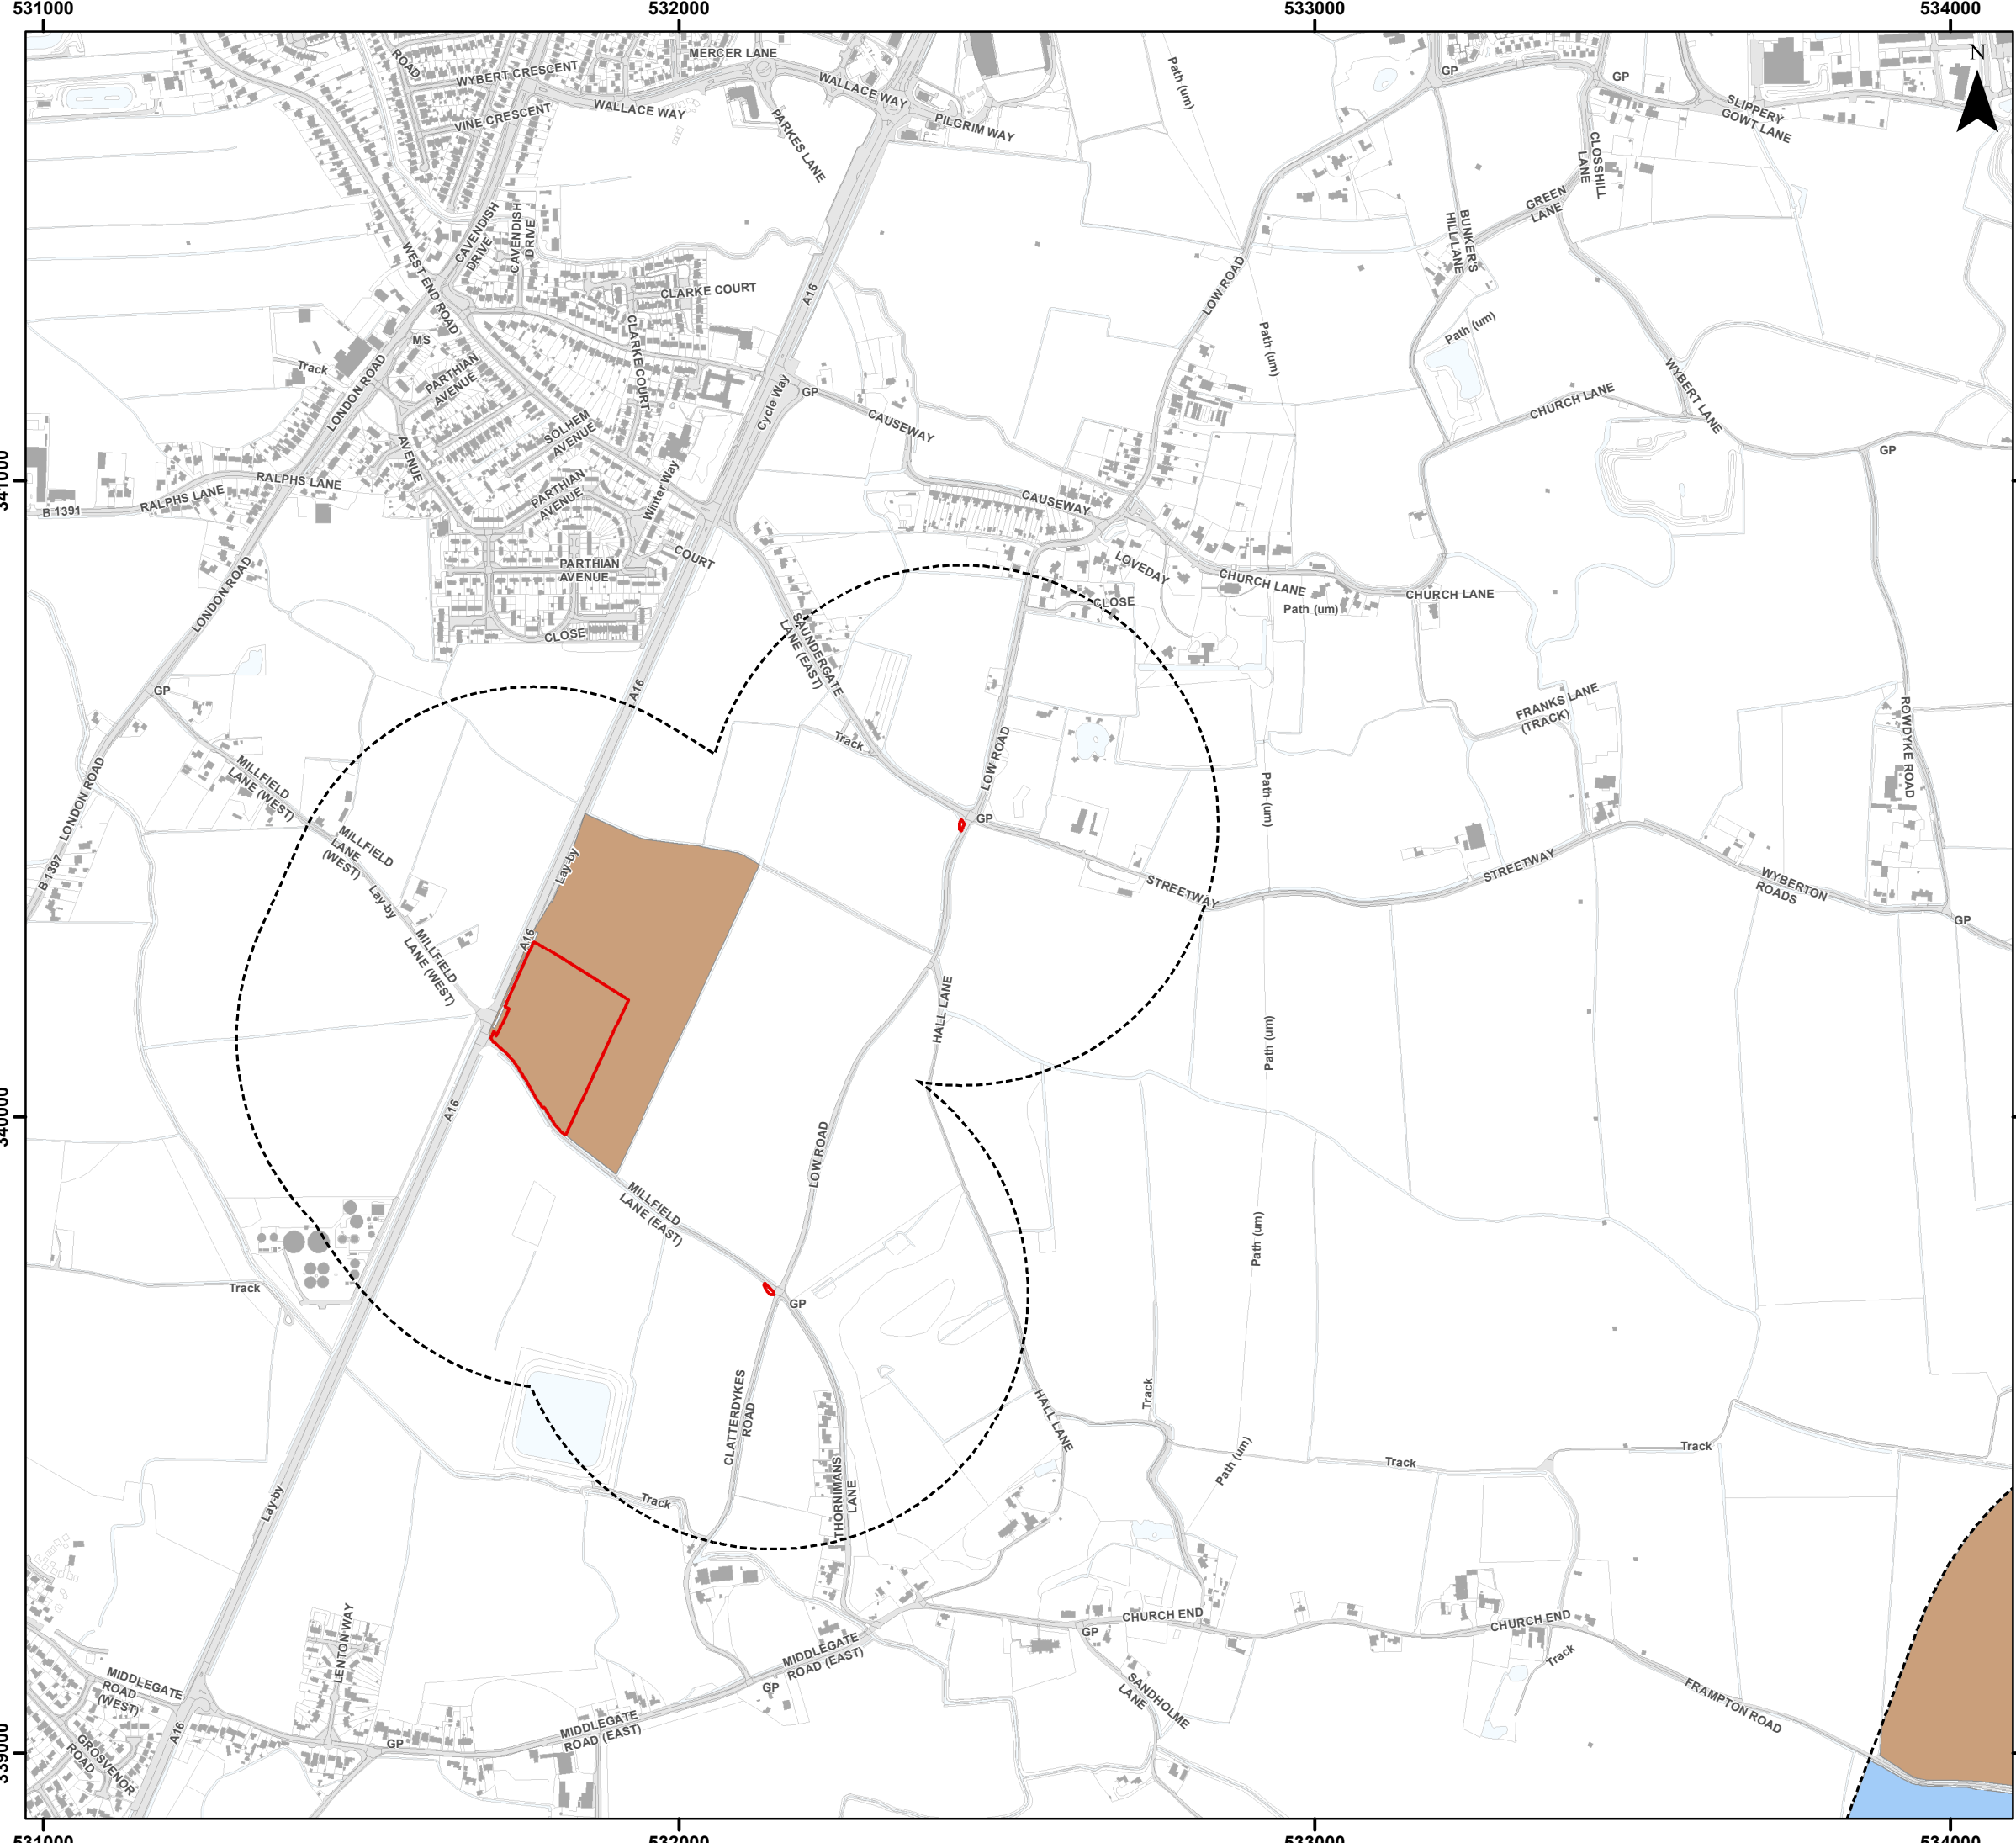 531000
532000
533000
534000
N
ROAD
WYBERT CRESCENT
VINE CRESCENT
MERCER LANE
WALLACE WAY
WALLACE WAY
PARKES LANE
PILGRIM WAY
Path (um)
GP
GP
SLIPPERY
GOWT LANE
CLOSSHILL
LANE
GREEN
LANE
BUNKER'S
HILL LANE
CAVENDISH
DRIVE
CAVENDISH
DRIVE
WEST END ROAD
CLARKE COURT
CLARKE COURT
A16
LOW ROAD
Path (um)
Path (um)
MS
Track
LONDON ROAD
PARTHIAN
AVENUE
SOLHEM
AVENUE
Cycle Way
GP
CAUSEWAY
CHURCH LANE
WYBERT LANE
GP
341000
B 1391
RALPHS LANE
RALPHS LANE
AVENUE
PARTHIAN
AVENUE
Winter Way
CAUSEWAY
COURT
PARTHIAN
AVENUE
LOVEDAY
CLOSE
CHURCH LANE
Path (um)
CHURCH LANE
LONDON ROAD
CLOSE
SAUNDERGATE
LANE (EAST)
GP
A16
FRANKS LANE
(TRACK)
ROWDYKE ROAD
Track
LOW ROAD
MILLFIELD
LANE (WEST)
Path (um)
LONDON ROAD
MILLFIELD
LANE
(WEST)
Lay-by
Lay-by
GP
B 1397
STREETWAY
STREETWAY
WYBERTON
ROADS
GP
A16
MILLFIELD
LANE (WEST)
HALL LANE
Path (um)
340000
A16
LOW ROAD
MILLFIELD
LANE (EAST)
Path (um)
Track
GP
CLATTERDYKES
ROAD
HALL LANE
Track
THORNIMANS
LANE
Track
Path (um)
Track
Track
Lay-by
LENTON WAY
CHURCH END
GP
CHURCH END
Track
MIDDLEGATE
ROAD
(WEST)
MIDDLEGATE
ROAD (EAST)
GP
SANDHOLME
LANE
FRAMPTON ROAD
A16
GROSVENOR
ROAD
GP
MIDDLEGATE
ROAD (EAST)
339000
531000
532000
533000
534000